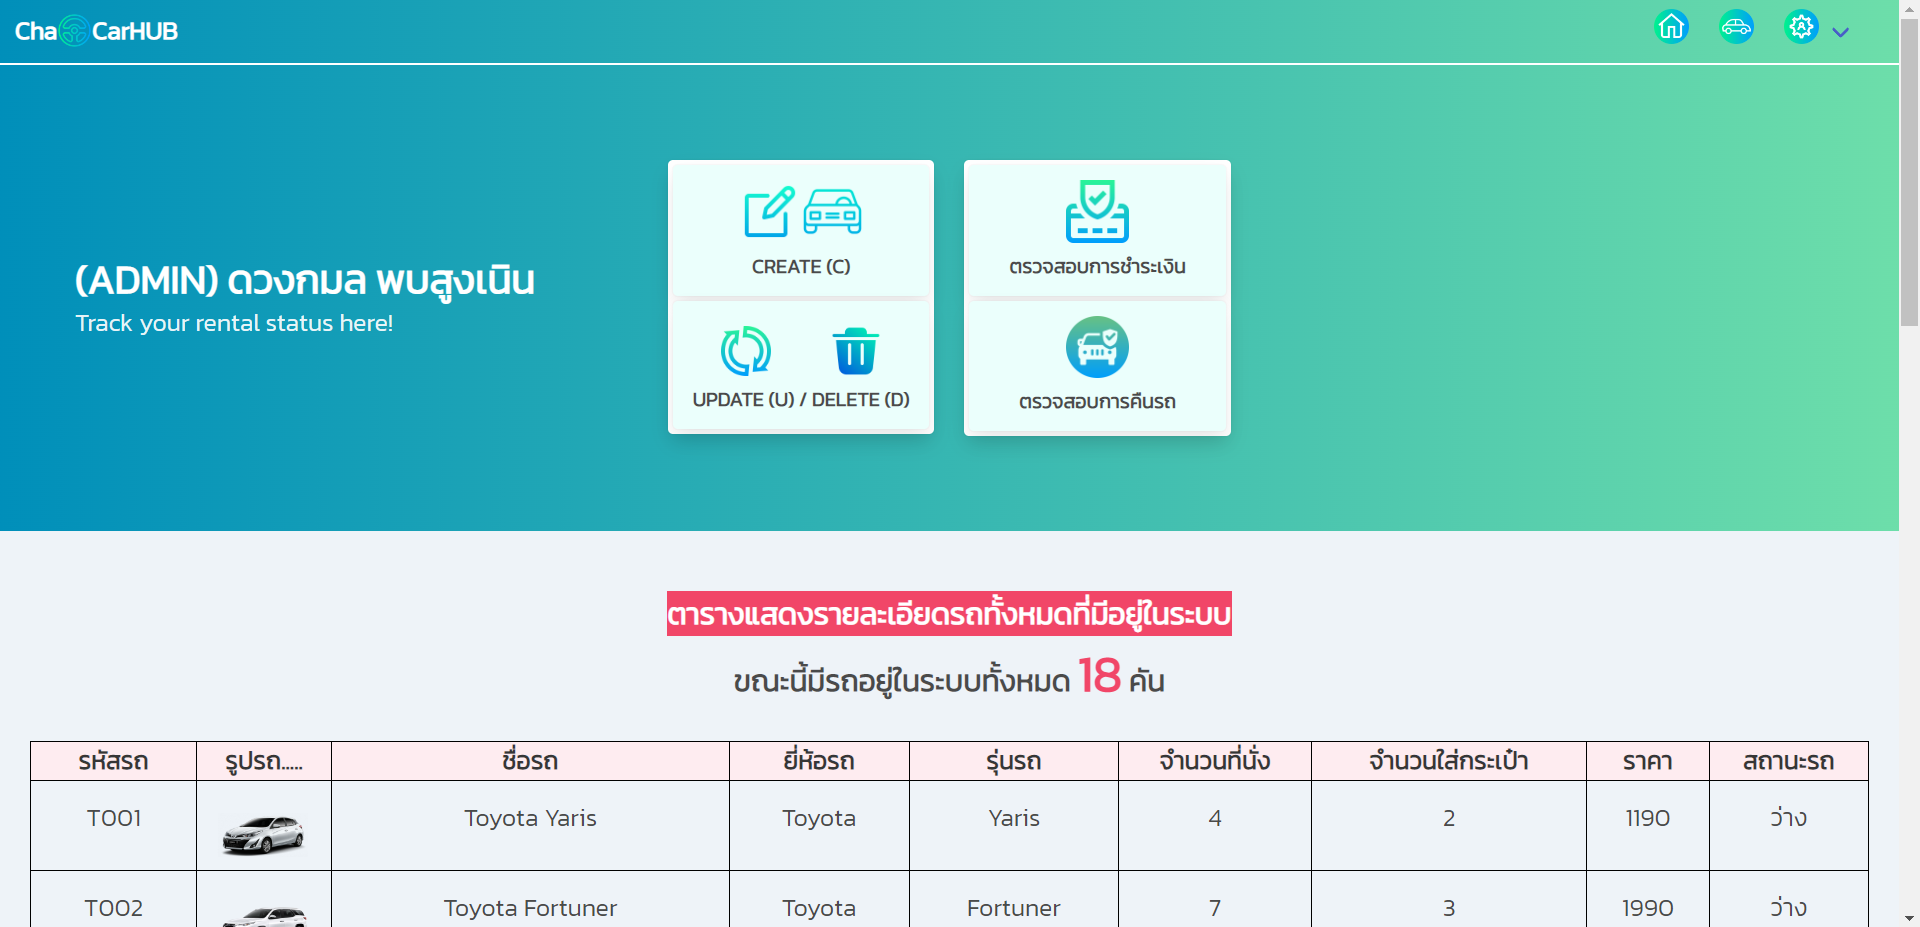 Cha CarHUB
CREATE (C)
ตรวจสอบการชำระเงิน
(ADMIN) ดวงกมล พบสูงเนิน
Track your rental status here!
UPDATE (U) / DELETE (D)
ตรวจสอบการคืนรถ
ตารางแสดงรายละเอียดรถทั้งหมดที่มีอยู่ในระบบ
ขณะนี้มีรถอยู่ในระบบทั้งหมด 18 คัน
รหัสรถ รูปรถ..... ชื่อรถ ยี่ห้อรถ รุ่นรถ จำนวนที่นั่ง จำนวนใส่กระเป๋า ราคา สถานะรถ
T001 Toyota Yaris Toyota Yaris 4 2 1190 ว่าง
T002 Toyota Fortuner Toyota Fortuner 7 3 1990 ว่าง